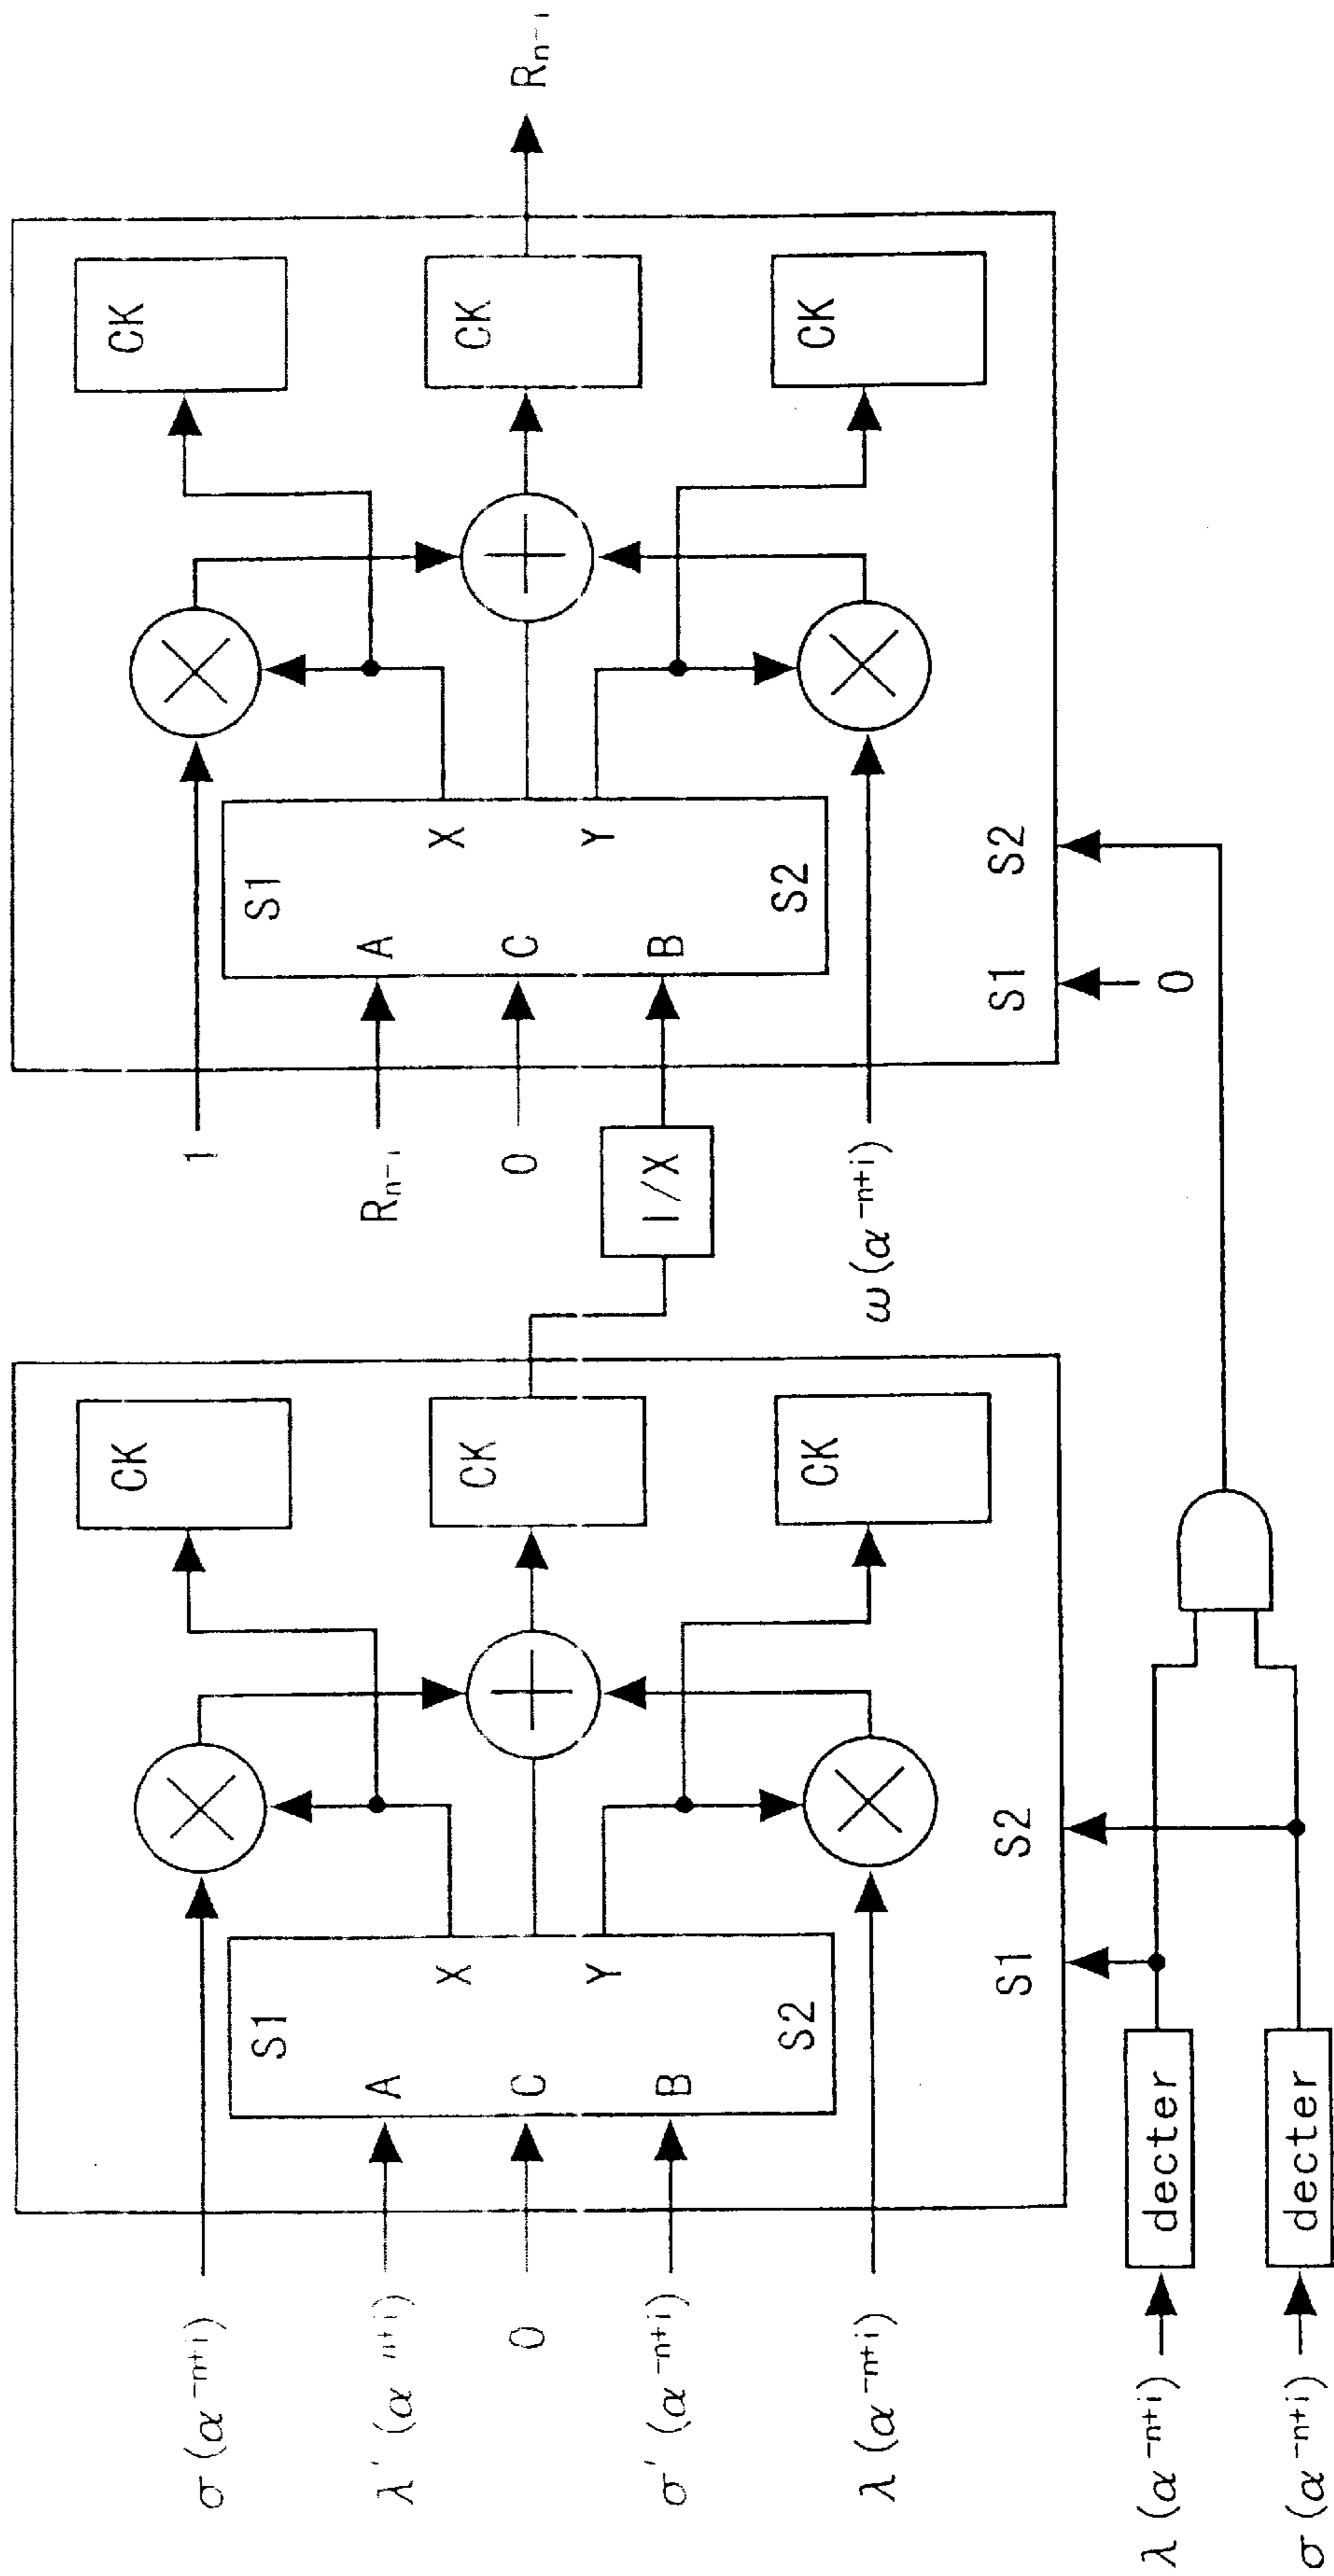 σ (α⁻ⁿ⁺ⁱ)
λ' (α ⁿ⁺ⁱ)
0
σ' (α⁻ⁿ⁺ⁱ)
λ (α⁻ⁿ⁺ⁱ)
S1
A
C
B
X
Y
S2
CK
CK
CK
S1
S2
λ (α⁻ⁿ⁺ⁱ)
decter
σ (α⁻ⁿ⁺ⁱ)
decter
1
Rₙ₋ᵢ
0
1/X
ω (α⁻ⁿ⁺ⁱ)
S1
A
C
B
X
Y
S2
CK
CK
CK
S1
S2
0
Rₙ₋ᵢ